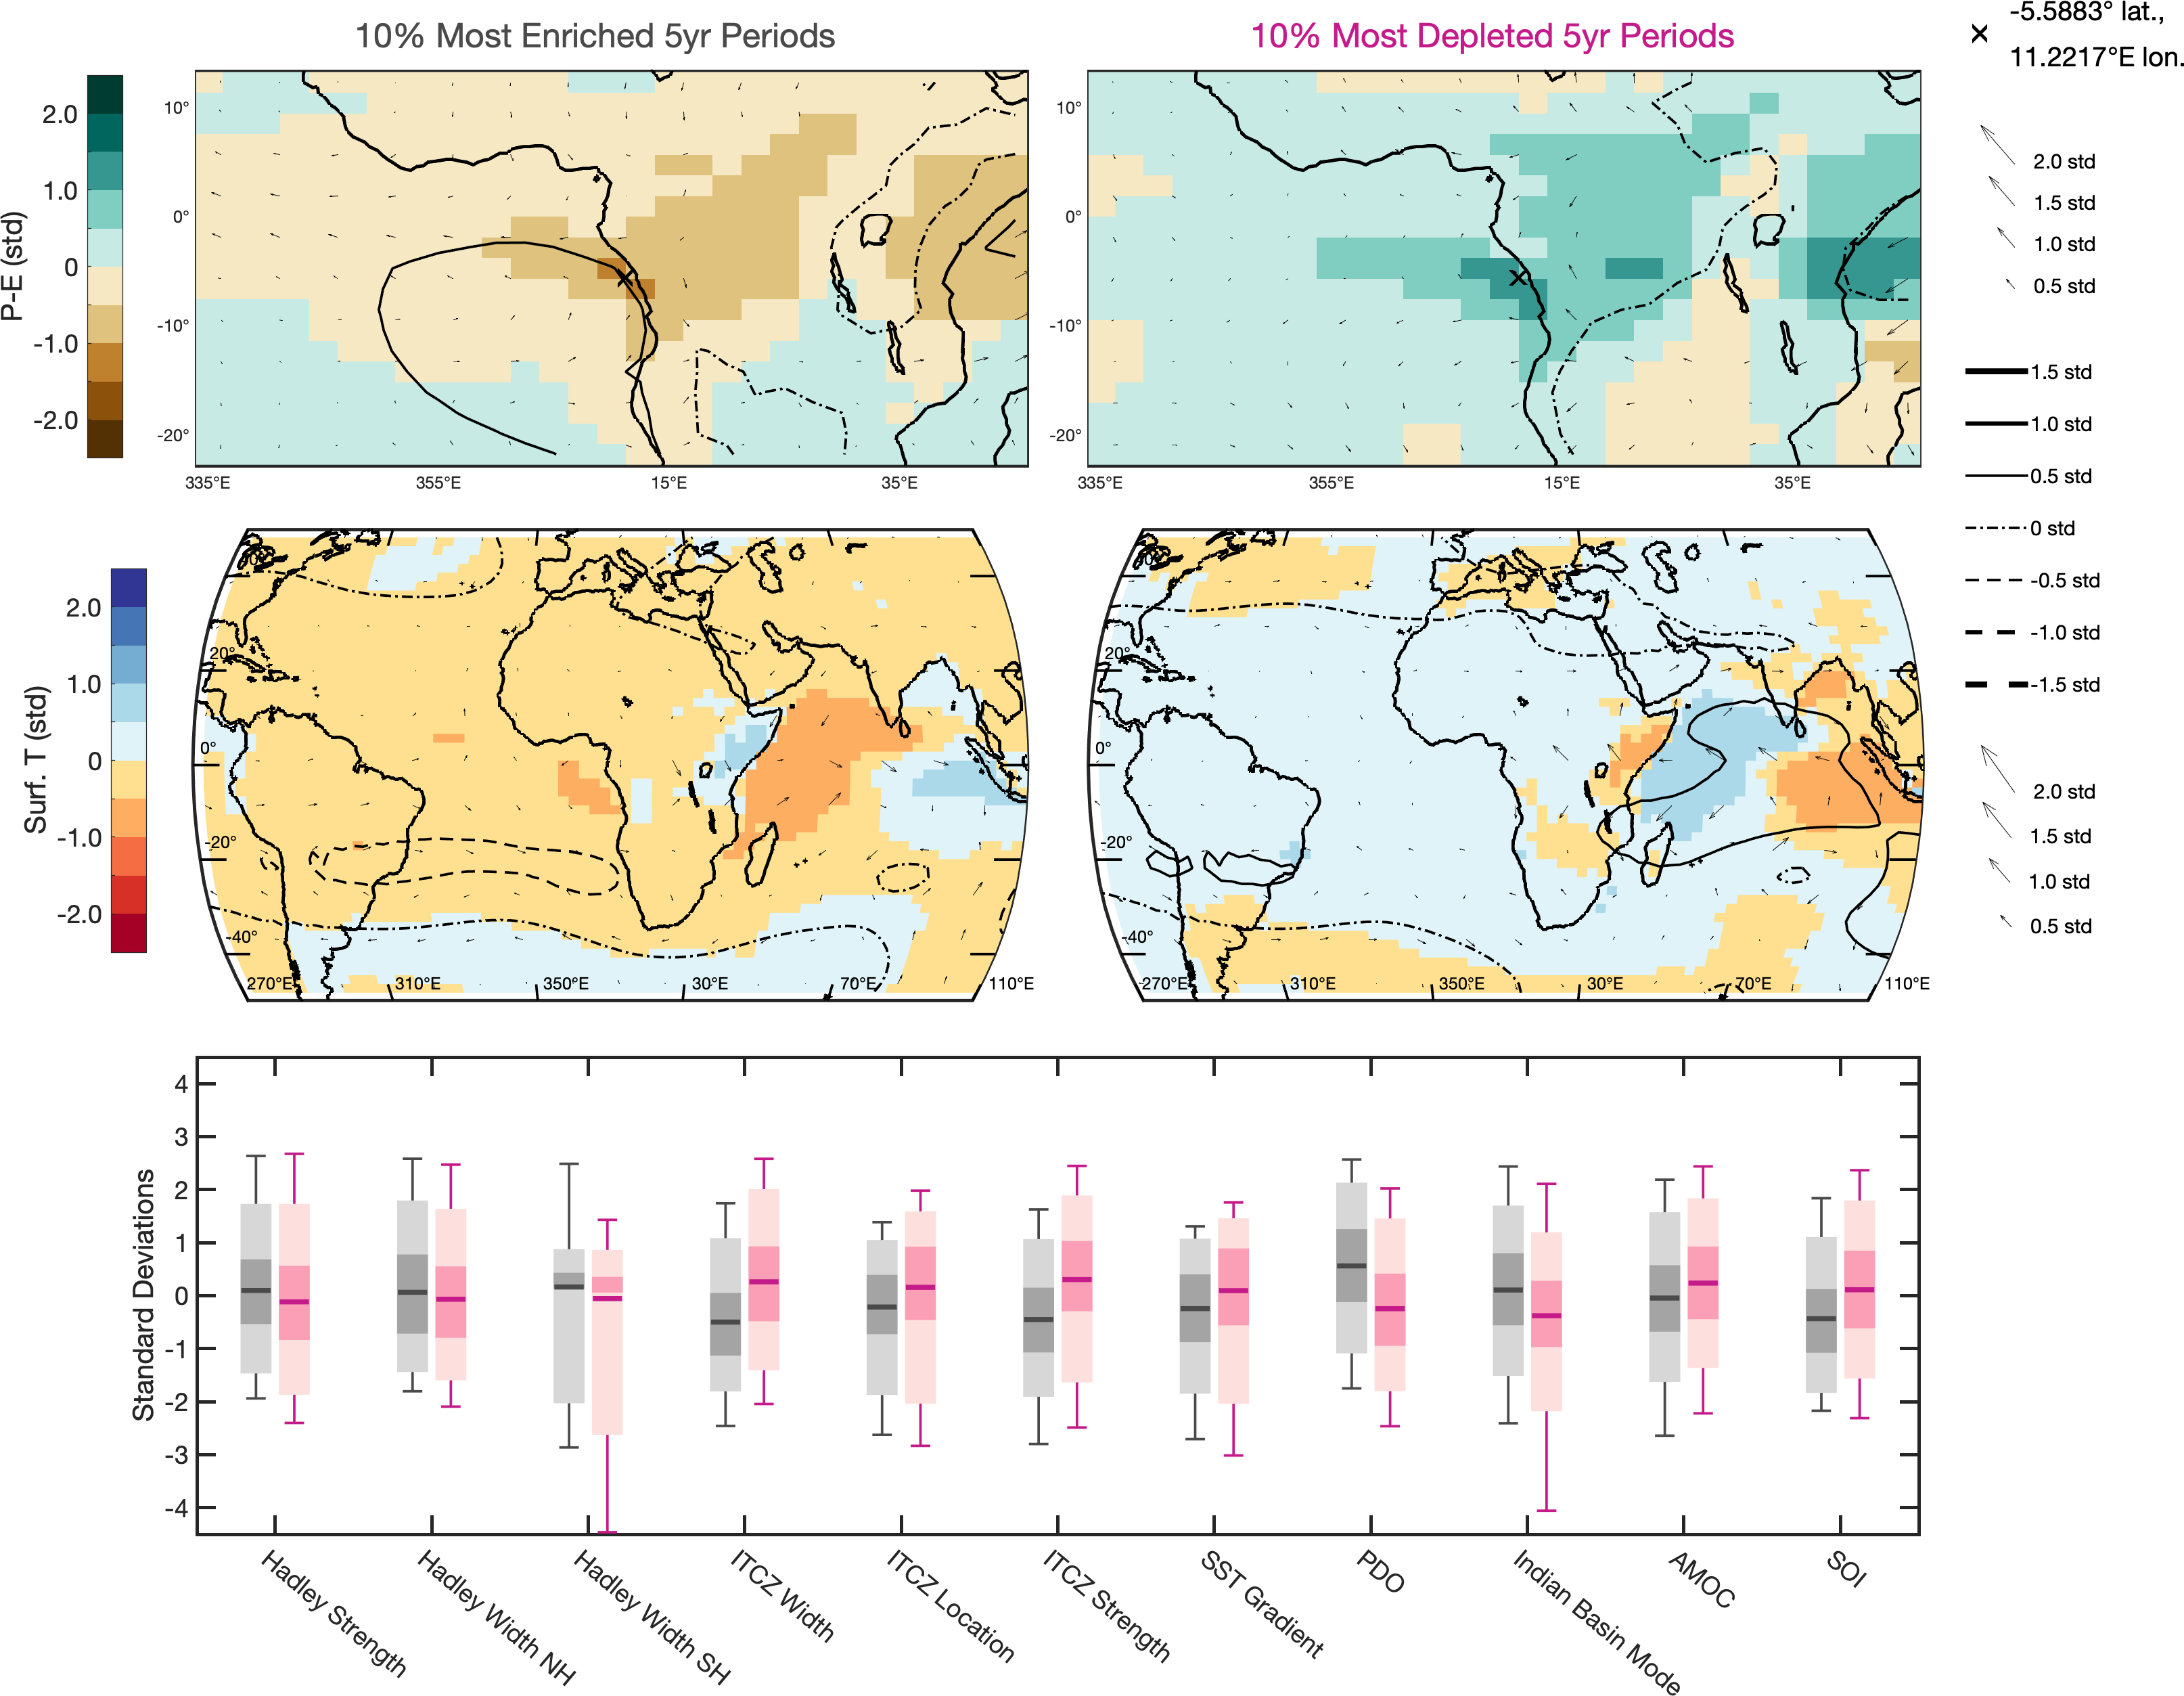 10% Most Enriched 5yr Periods
10% Most Depleted 5yr Periods
-5.5883° lat.,
11.2217°E lon.
P-E (std)
2.0
1.0
0
-1.0
-2.0
10°
0°
-10°
-20°
335°E 355°E 15°E 35°E
10°
0°
-10°
-20°
335°E 355°E 15°E 35°E
2.0 std
1.5 std
1.0 std
0.5 std
1.5 std
1.0 std
0.5 std
0 std
-0.5 std
-1.0 std
-1.5 std
Surf. T (std)
2.0
1.0
0
-1.0
-2.0
20°
0°
-20°
-40°
270°E 310°E 350°E 30°E 70°E 110°E
20°
0°
-20°
-40°
270°E 310°E 350°E 30°E 70°E 110°E
2.0 std
1.5 std
1.0 std
0.5 std
Standard Deviations
4
3
2
1
0
-1
-2
-3
-4
Hadley Strength
Hadley Width NH
Hadley Width SH
ITCZ Width
ITCZ Location
ITCZ Strength
SST Gradient
PDO
Indian Basin Mode
AMOC
SOI